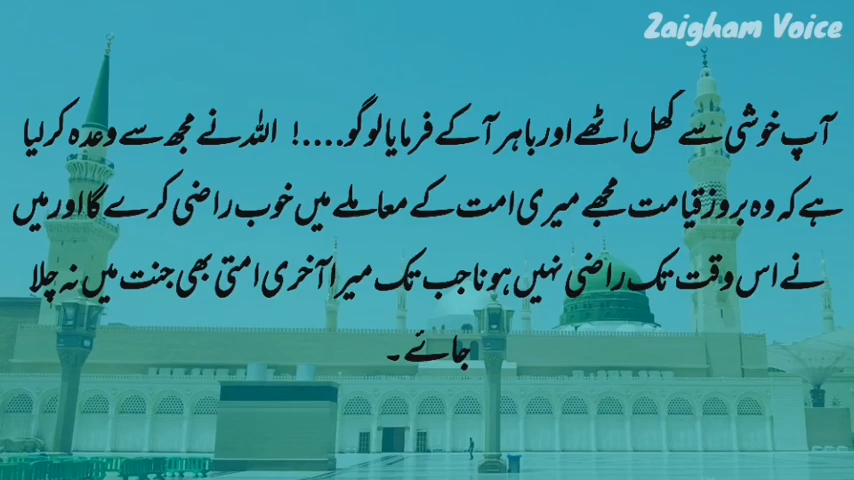 Zaigham Voice
آپ خوشی سے کھل اٹھے اور باہر آ کے فرمایا لوگو....! اللہ نے مجھ سے وعدہ کر لیا
ہے کہ وہ بروز قیامت مجھے میری امت کے معاملے میں خوب راضی کرے گا اور میں
نے اس وقت تک راضی نہیں ہونا جب تک میرا آخری امتی بھی جنت میں نہ چلا
جائے۔